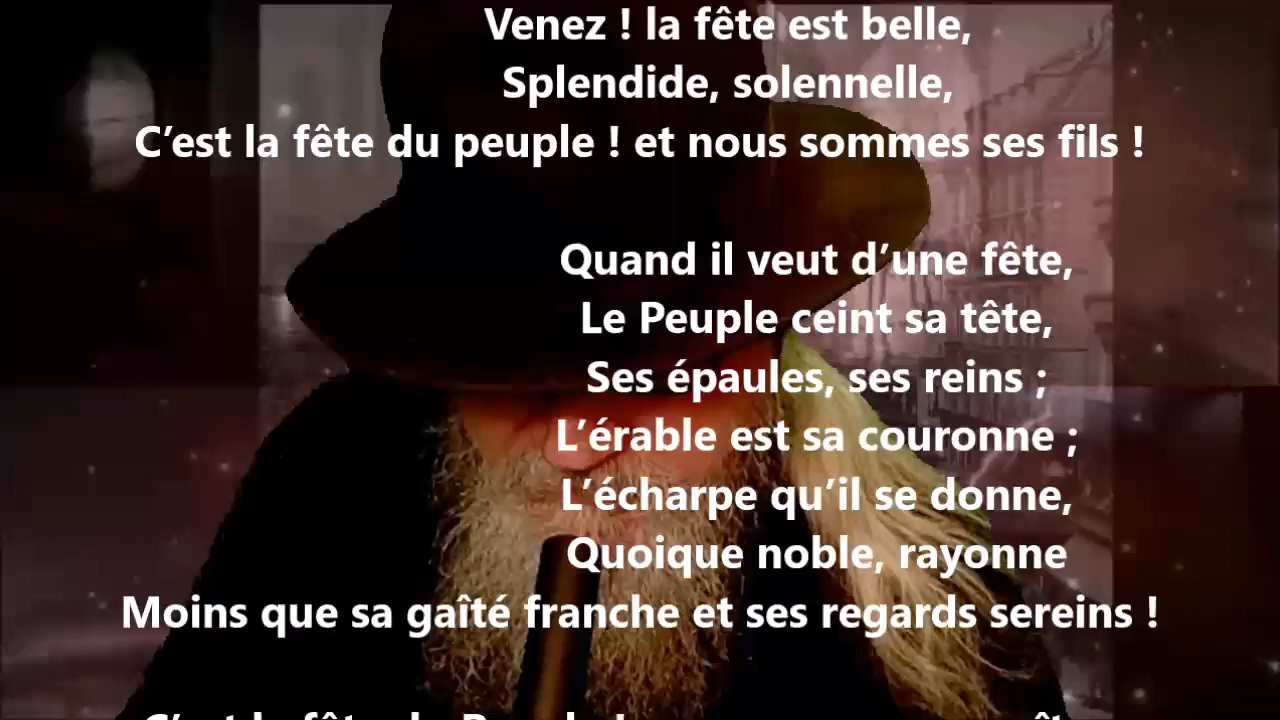 Venez ! la fête est belle,
Splendide, solennelle,
C’est la fête du peuple ! et nous sommes ses fils !
Quand il veut d’une fête,
Le Peuple ceint sa tête,
Ses épaules, ses reins ;
L’érable est sa couronne ;
L’écharpe qu’il se donne,
Quoique noble, rayonne
Moins que sa gaîté franche et ses regards sereins !